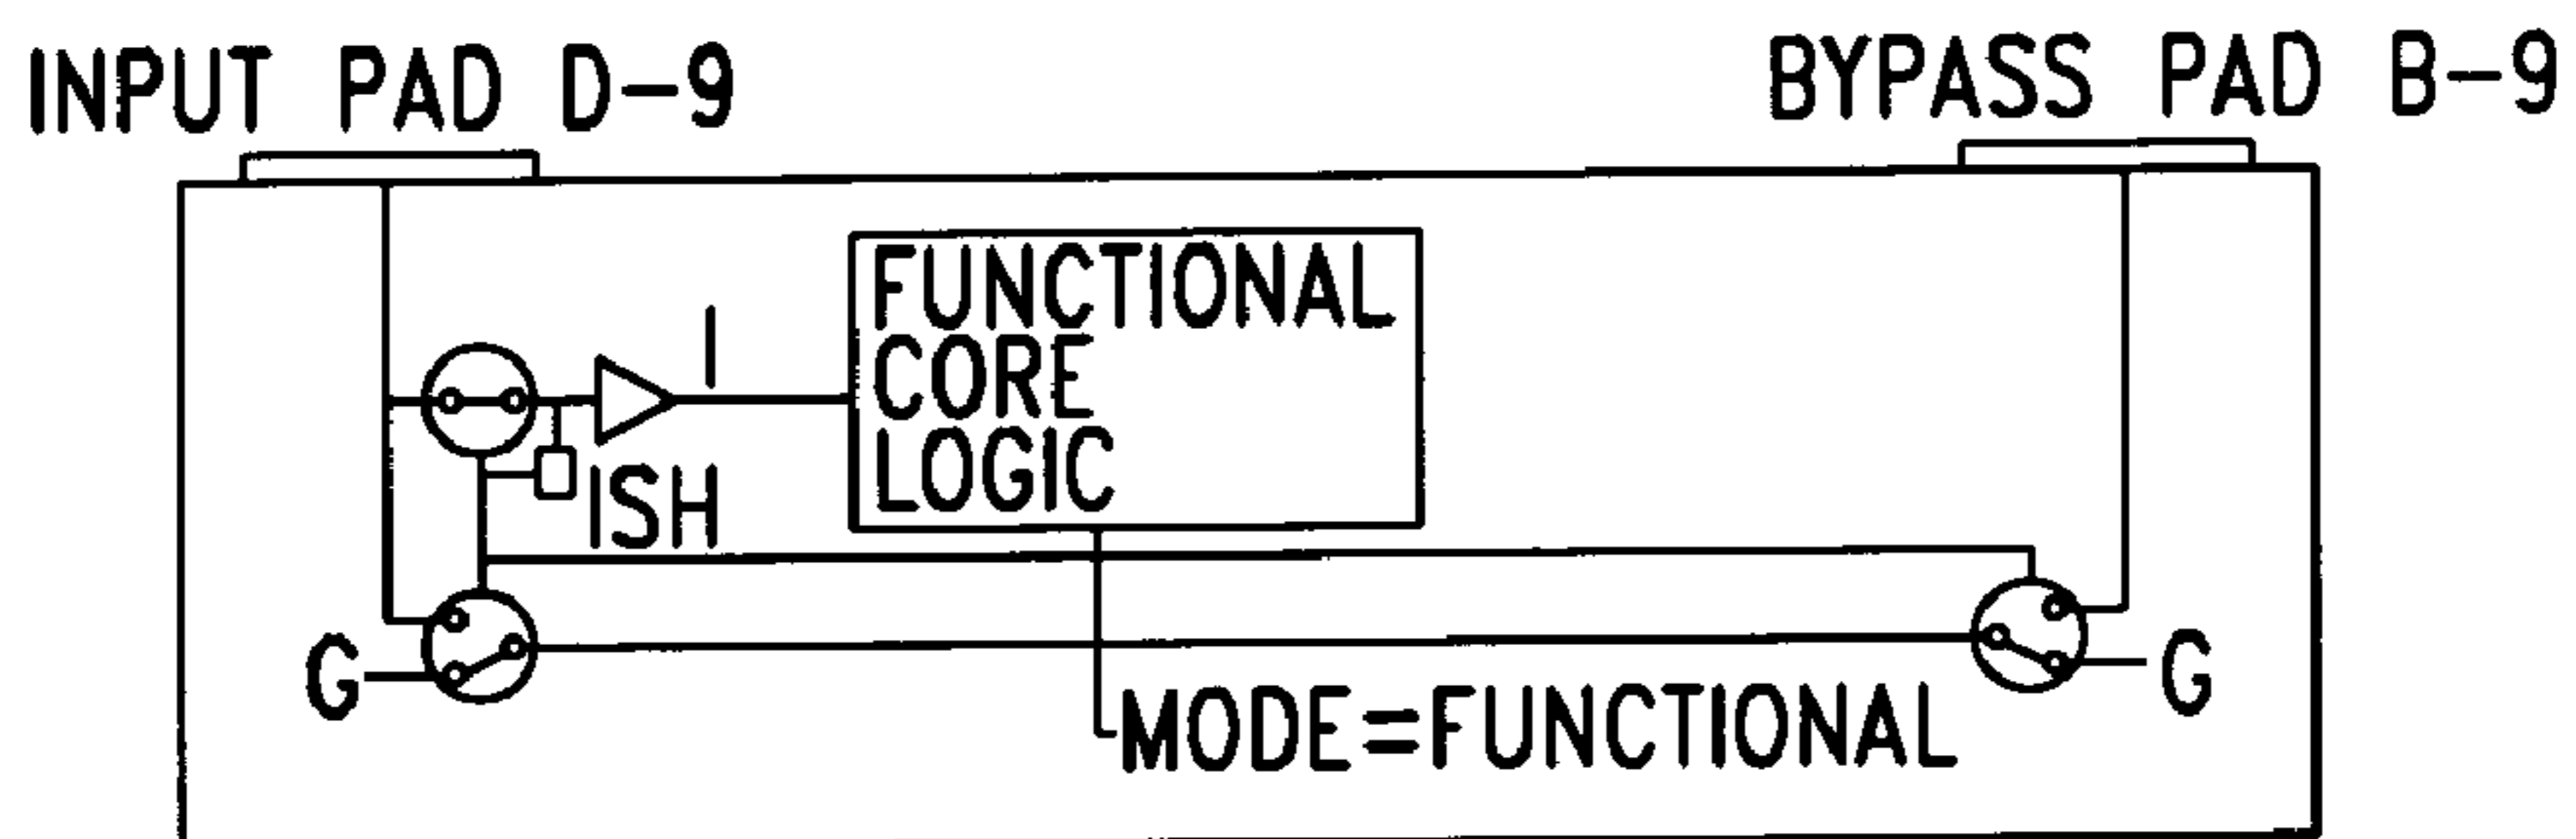 INPUT PAD D-9
BYPASS PAD B-9
I
FUNCTIONAL
CORE
LOGIC
ISH
G
G
MODE=FUNCTIONAL